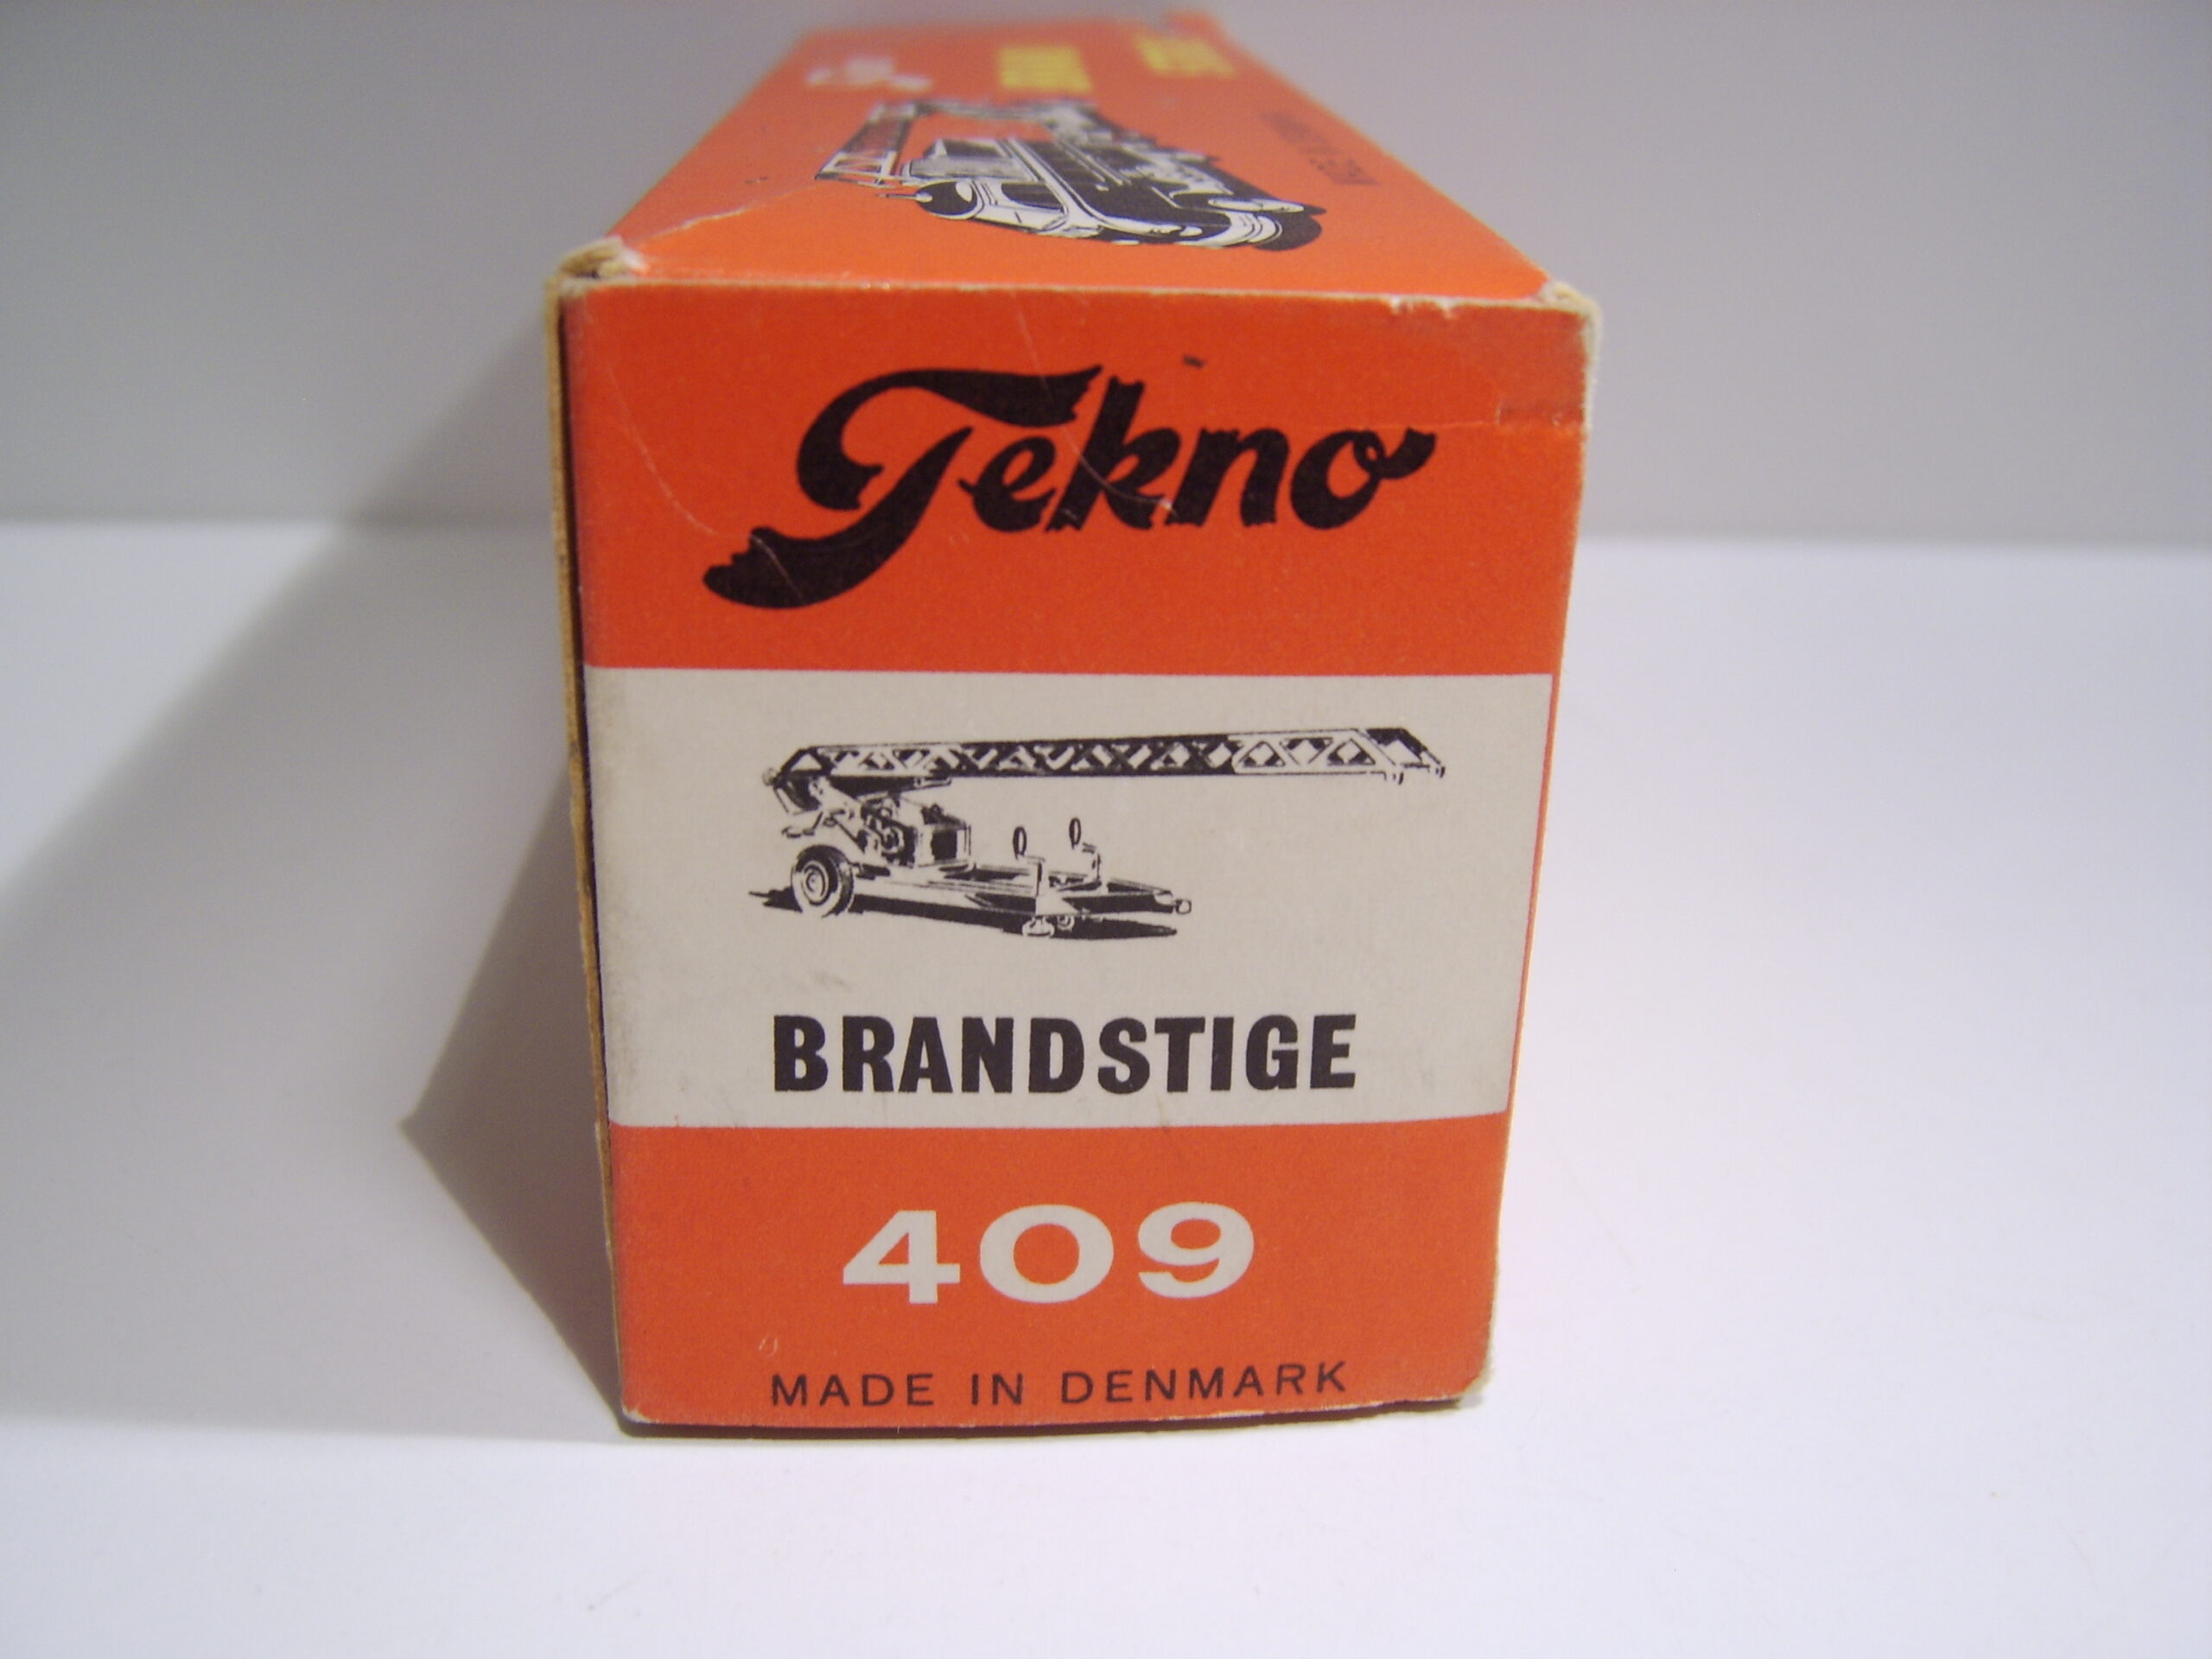 Tekno
BRANDSTIGE
409
MADE IN DENMARK